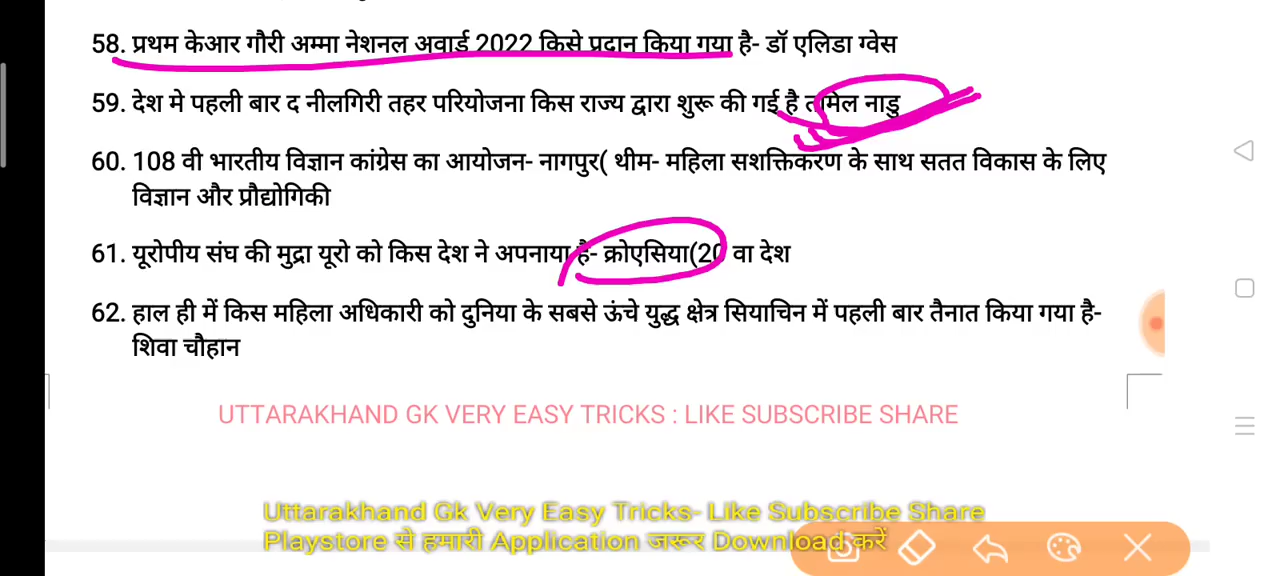 58. प्रथम केआर गौरी अम्मा नेशनल अवार्ड 2022 किसे प्रदान किया गया है- डॉ एलिडा ग्वेस
59. देश मे पहली बार द नीलगिरी तहर परियोजना किस राज्य द्वारा शुरू की गई है तामिल नाडु
60. 108 वी भारतीय विज्ञान कांग्रेस का आयोजन- नागपुर( थीम- महिला सशक्तिकरण के साथ सतत विकास के लिए
विज्ञान और प्रौद्योगिकी
61. यूरोपीय संघ की मुद्रा यूरो को किस देश ने अपनाया है- क्रोएसिया(20 वा देश
62. हाल ही में किस महिला अधिकारी को दुनिया के सबसे ऊंचे युद्ध क्षेत्र सियाचिन में पहली बार तैनात किया गया है-
शिवा चौहान
UTTARAKHAND GK VERY EASY TRICKS : LIKE SUBSCRIBE SHARE
Uttarakhand Gk Very Easy Tricks- Like Subscribe Share
Playstore से हमारी Application जरूर Download करें